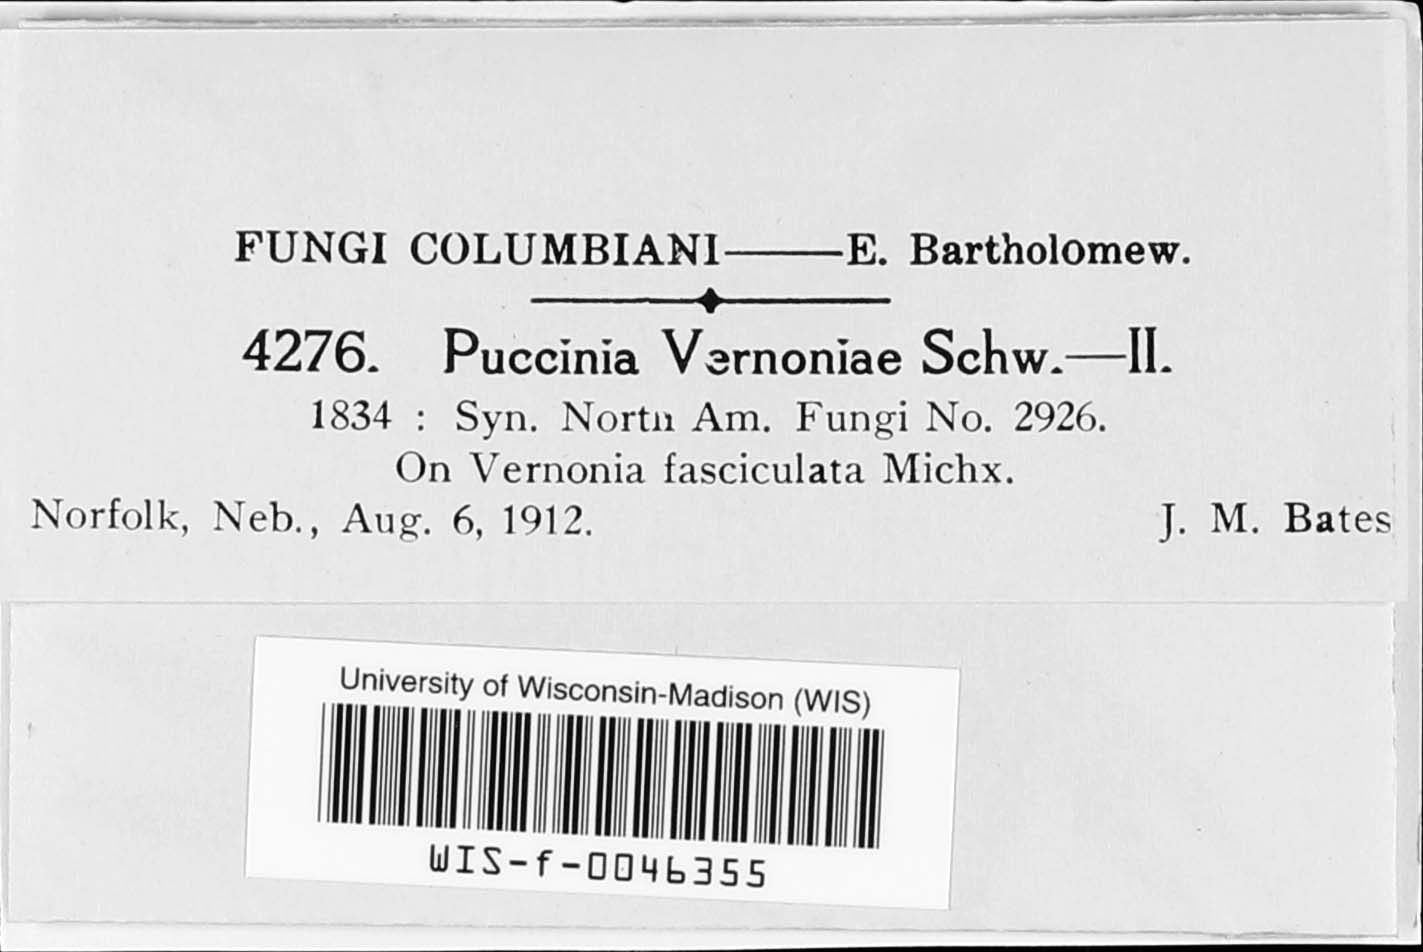 FUNGI COLUMBIANI——E. Bartholomew.
4276. Puccinia Vernoniae Schw.—II.
1834 : Syn. North Am. Fungi No. 2926.
On Vernonia fasciculata Michx.
Norfolk, Neb., Aug. 6, 1912. J. M. Bates
University of Wisconsin-Madison (WIS)
WIS-f-0046355